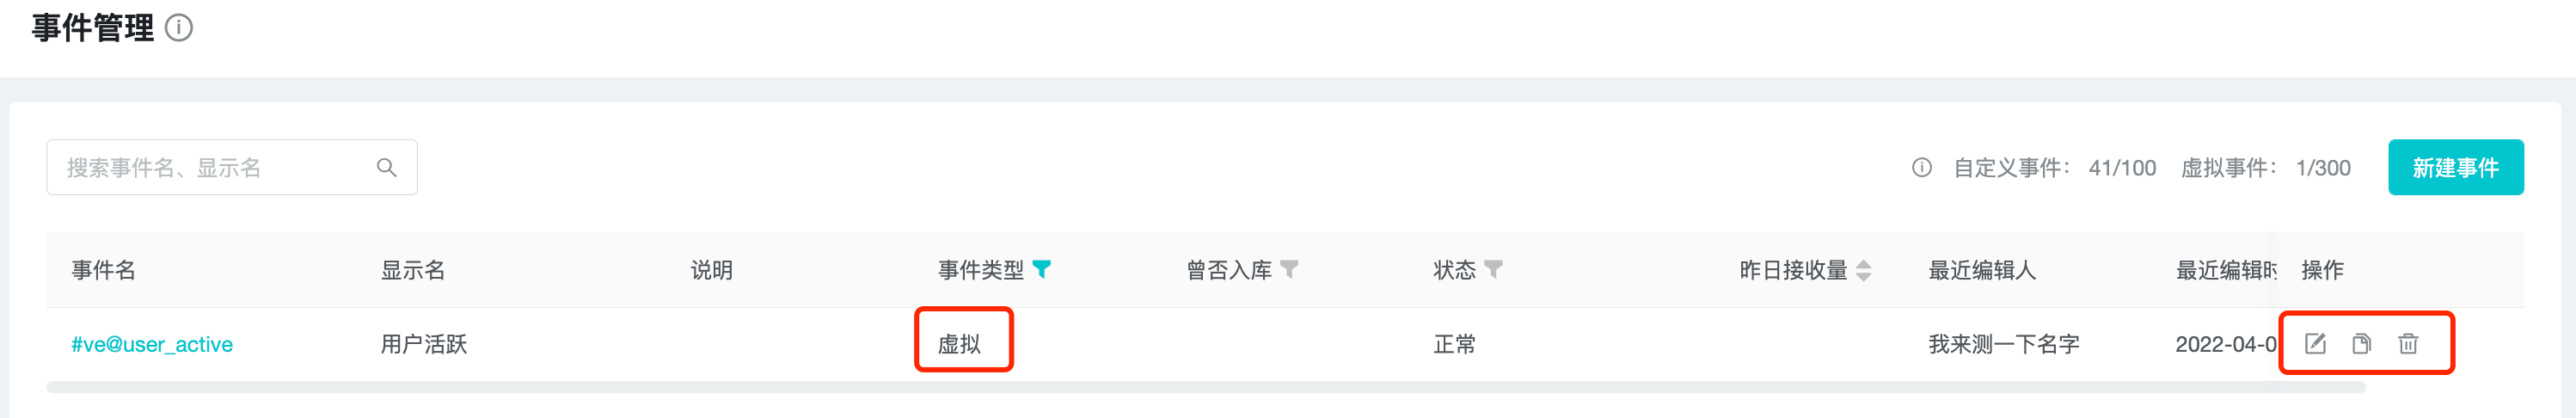 事件管理
搜索事件名、显示名
自定义事件： 41/100 虚拟事件： 1/300 新建事件
事件名 显示名 说明 事件类型 曾否入库 状态 昨日接收量 最近编辑人 最近编辑时 操作
#ve@user_active 用户活跃 虚拟 正常 我来测一下名字 2022-04-0